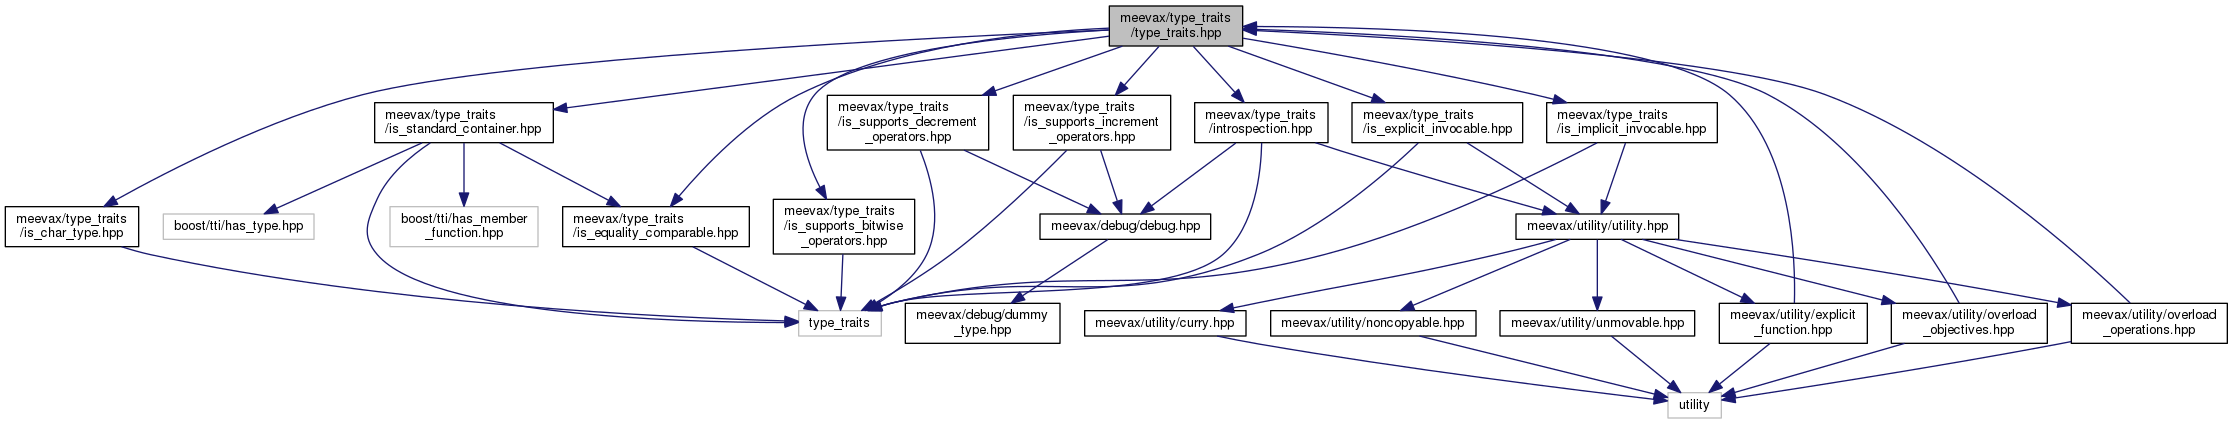 meevax/type_traits
/type_traits.hpp
meevax/type_traits
/is_standard_container.hpp
meevax/type_traits
/is_supports_decrement
_operators.hpp
meevax/type_traits
/is_supports_increment
_operators.hpp
meevax/type_traits
/introspection.hpp
meevax/type_traits
/is_explicit_invocable.hpp
meevax/type_traits
/is_implicit_invocable.hpp
meevax/type_traits
/is_char_type.hpp
boost/tti/has_type.hpp
boost/tti/has_member
_function.hpp
meevax/type_traits
/is_equality_comparable.hpp
meevax/type_traits
/is_supports_bitwise
_operators.hpp
meevax/debug/debug.hpp
meevax/utility/utility.hpp
type_traits
meevax/debug/dummy
_type.hpp
meevax/utility/curry.hpp
meevax/utility/noncopyable.hpp
meevax/utility/unmovable.hpp
meevax/utility/explicit
_function.hpp
meevax/utility/overload
_objectives.hpp
meevax/utility/overload
_operations.hpp
utility